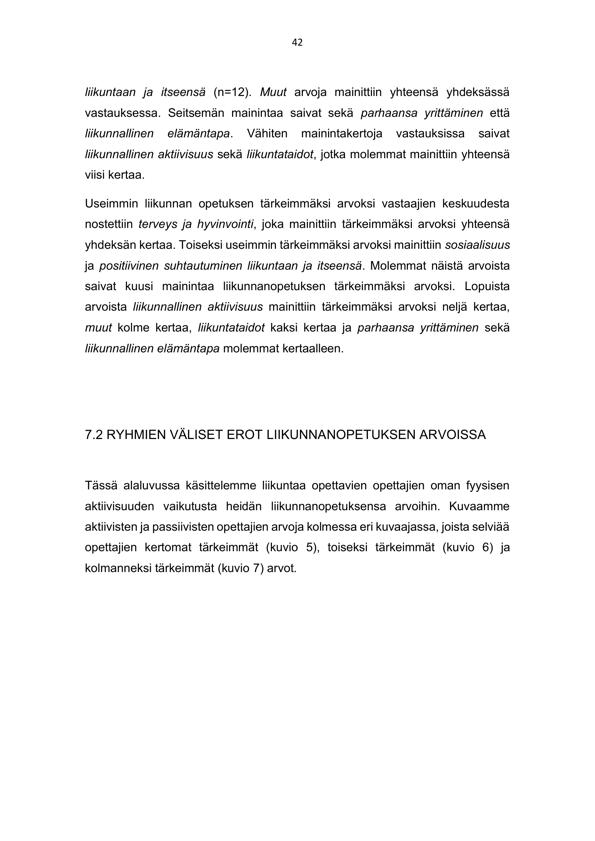 42
liikuntaan ja itseensä (n=12). Muut arvoja mainittiin yhteensä yhdeksässä
vastauksessa. Seitsemän mainintaa saivat sekä parhaansa yrittäminen että
liikunnallinen elämäntapa. Vähiten mainintakertoja vastauksissa saivat
liikunnallinen aktiivisuus sekä liikuntataidot, jotka molemmat mainittiin yhteensä
viisi kertaa.
Useimmin liikunnan opetuksen tärkeimmäksi arvoksi vastaajien keskuudesta
nostettiin terveys ja hyvinvointi, joka mainittiin tärkeimmäksi arvoksi yhteensä
yhdeksän kertaa. Toiseksi useimmin tärkeimmäksi arvoksi mainittiin sosiaalisuus
ja positiivinen suhtautuminen liikuntaan ja itseensä. Molemmat näistä arvoista
saivat kuusi mainintaa liikunnanopetuksen tärkeimmäksi arvoksi. Lopuista
arvoista liikunnallinen aktiivisuus mainittiin tärkeimmäksi arvoksi neljä kertaa,
muut kolme kertaa, liikuntataidot kaksi kertaa ja parhaansa yrittäminen sekä
liikunnallinen elämäntapa molemmat kertaalleen.
7.2 RYHMIEN VÄLISET EROT LIIKUNNANOPETUKSEN ARVOISSA
Tässä alaluvussa käsittelemme liikuntaa opettavien opettajien oman fyysisen
aktiivisuuden vaikutusta heidän liikunnanopetuksensa arvoihin. Kuvaamme
aktiivisten ja passiivisten opettajien arvoja kolmessa eri kuvaajassa, joista selviää
opettajien kertomat tärkeimmät (kuvio 5), toiseksi tärkeimmät (kuvio 6) ja
kolmanneksi tärkeimmät (kuvio 7) arvot.